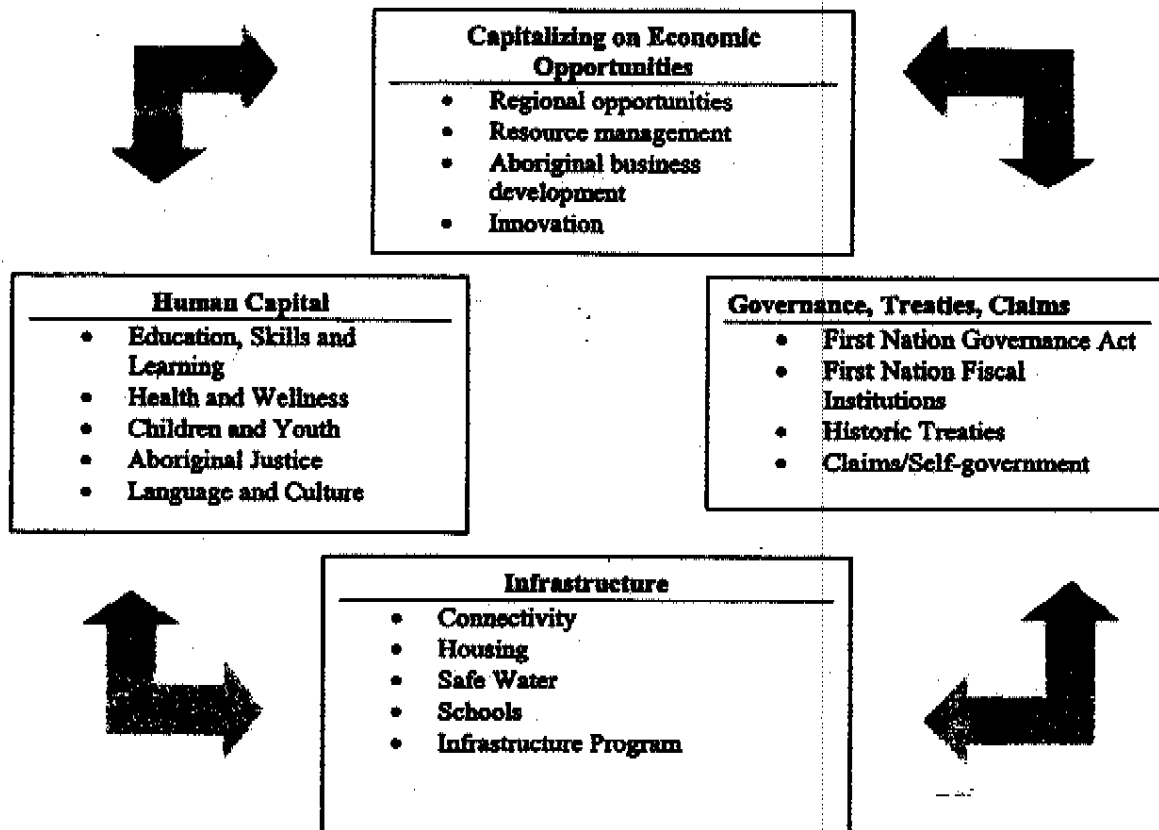 Capitalizing on Economic
Opportunities
• Regional opportunities
• Resource management
• Aboriginal business
development
• Innovation
Human Capital
• Education, Skills and
Learning
• Health and Wellness
• Children and Youth
• Aboriginal Justice
• Language and Culture
Governance, Treaties, Claims
• First Nation Governance Act
• First Nation Fiscal
Institutions
• Historic Treaties
• Claims/Self-government
Infrastructure
• Connectivity
• Housing
• Safe Water
• Schools
• Infrastructure Program